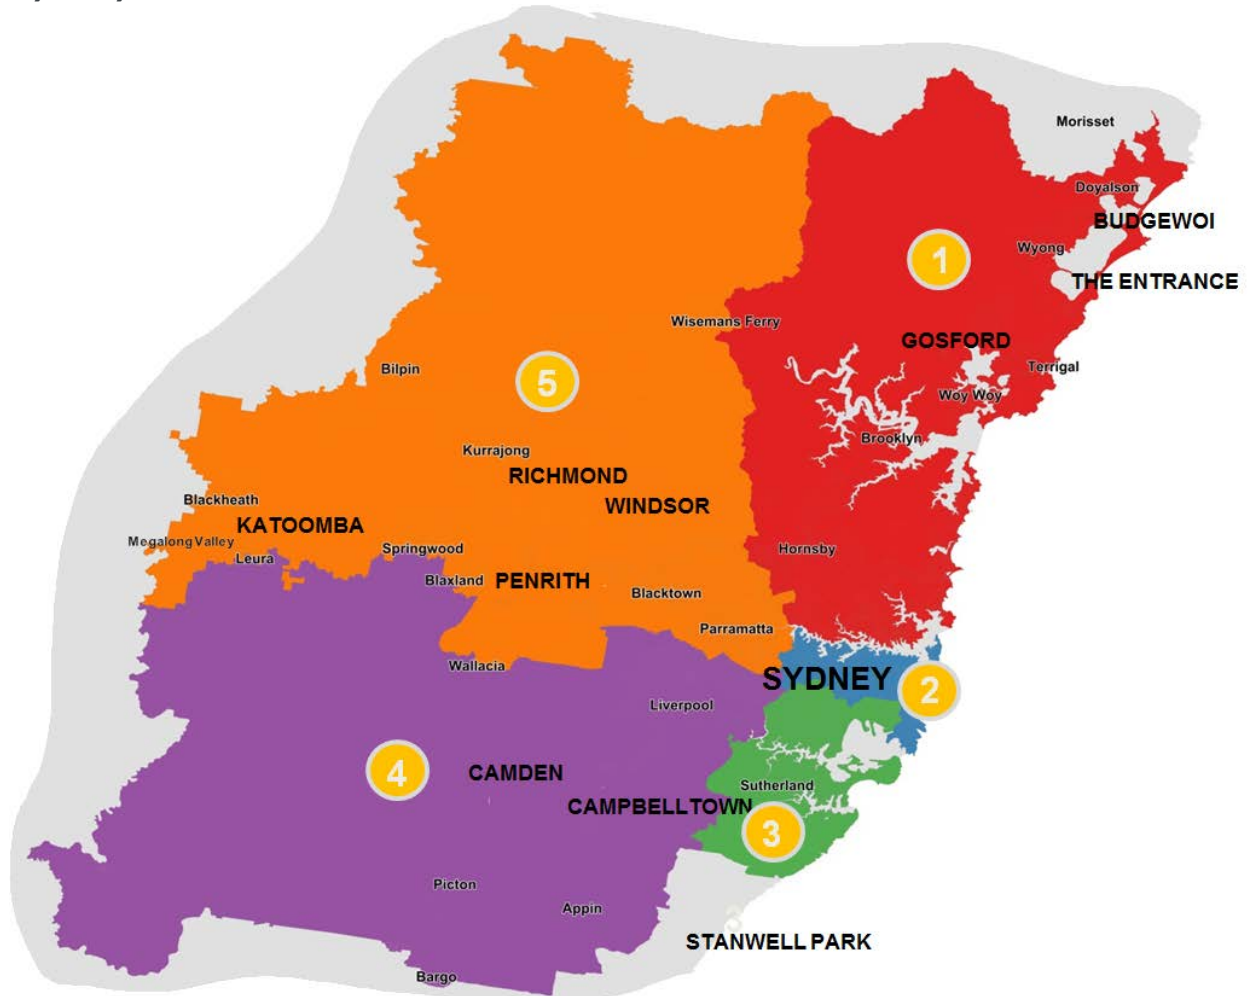 Morisset
Doyalson
BUDGEWOI
Wyong
1
THE ENTRANCE
Wisemans Ferry
GOSFORD
Terrigal
Bilpin
5
Woy Woy
Brooklyn
Kurrajong
RICHMOND
WINDSOR
Blackheath
KATOOMBA
Megalong Valley
Leura
Springwood
Hornsby
Blaxland
PENRITH
Blacktown
Parramatta
Wallacia
SYDNEY
2
Liverpool
4
CAMDEN
Sutherland
CAMPBELLTOWN
3
Picton
Appin
3
STANWELL PARK
Bargo